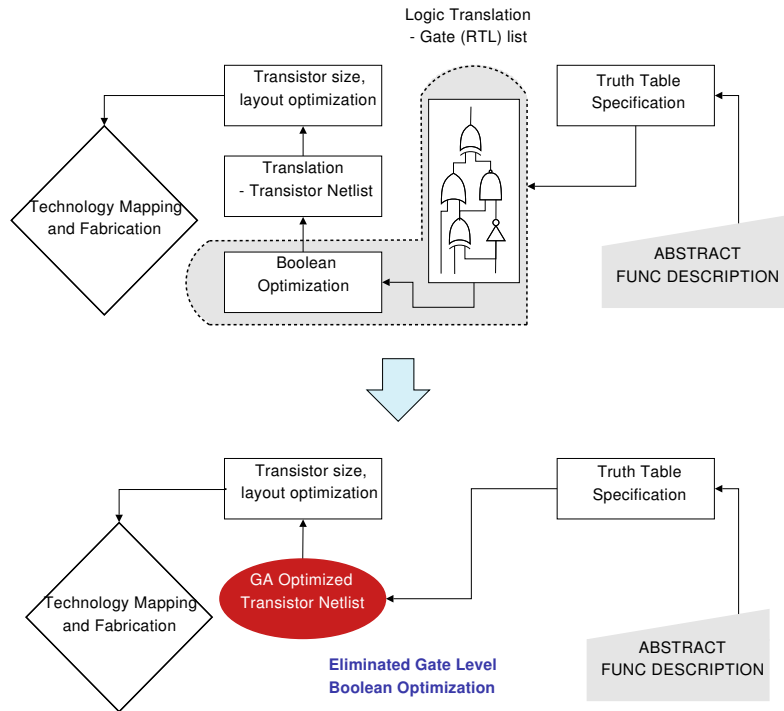 Logic Translation
- Gate (RTL) list
Transistor size,
layout optimization
Truth Table
Specification
Translation
- Transistor Netlist
Technology Mapping
and Fabrication
Boolean
Optimization
ABSTRACT
FUNC DESCRIPTION
Transistor size,
layout optimization
Truth Table
Specification
GA Optimized
Transistor Netlist
Technology Mapping
and Fabrication
Eliminated Gate Level
Boolean Optimization
ABSTRACT
FUNC DESCRIPTION